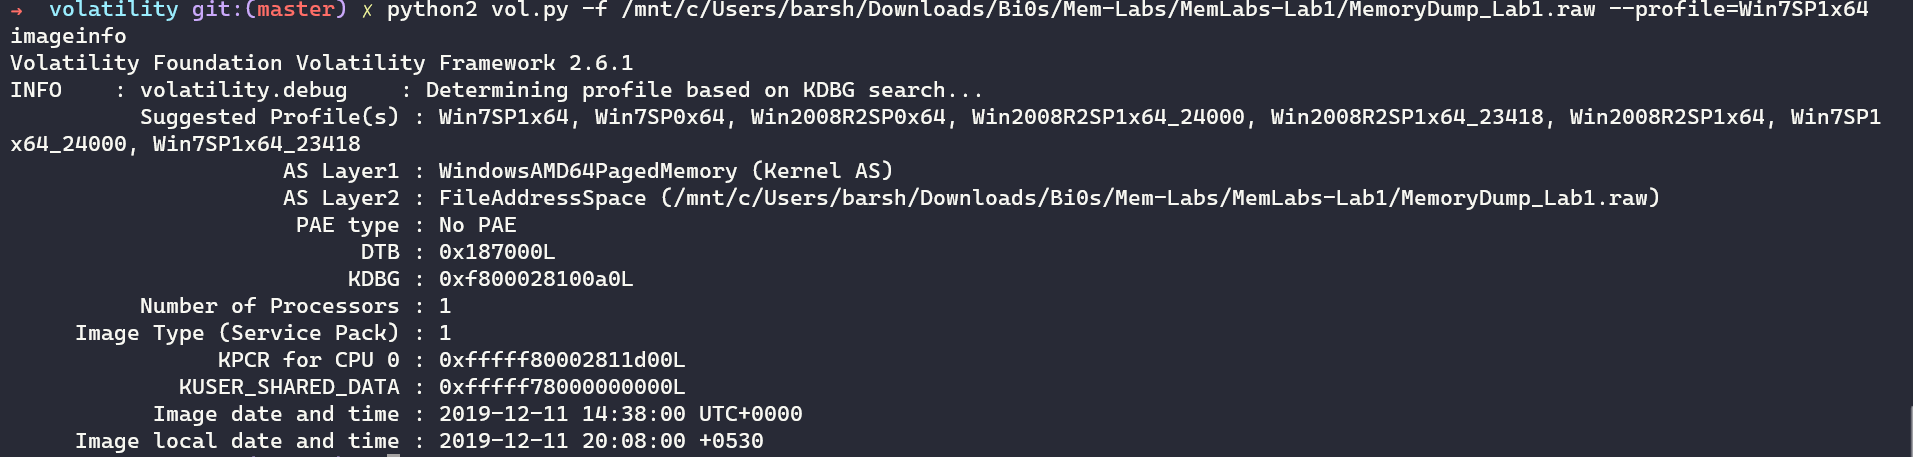 → volatility git:(master) ✗ python2 vol.py -f /mnt/c/Users/barsh/Downloads/Bi0s/Mem-Labs/MemLabs-Lab1/MemoryDump_Lab1.raw --profile=Win7SP1x64
imageinfo
Volatility Foundation Volatility Framework 2.6.1
INFO    : volatility.debug    : Determining profile based on KDBG search...
          Suggested Profile(s) : Win7SP1x64, Win7SP0x64, Win2008R2SP0x64, Win2008R2SP1x64_24000, Win2008R2SP1x64_23418, Win2008R2SP1x64, Win7SP1
x64_24000, Win7SP1x64_23418
                     AS Layer1 : WindowsAMD64PagedMemory (Kernel AS)
                     AS Layer2 : FileAddressSpace (/mnt/c/Users/barsh/Downloads/Bi0s/Mem-Labs/MemLabs-Lab1/MemoryDump_Lab1.raw)
                      PAE type : No PAE
                           DTB : 0x187000L
                          KDBG : 0xf800028100a0L
          Number of Processors : 1
     Image Type (Service Pack) : 1
                KPCR for CPU 0 : 0xfffff80002811d00L
             KUSER_SHARED_DATA : 0xfffff78000000000L
           Image date and time : 2019-12-11 14:38:00 UTC+0000
     Image local date and time : 2019-12-11 20:08:00 +0530